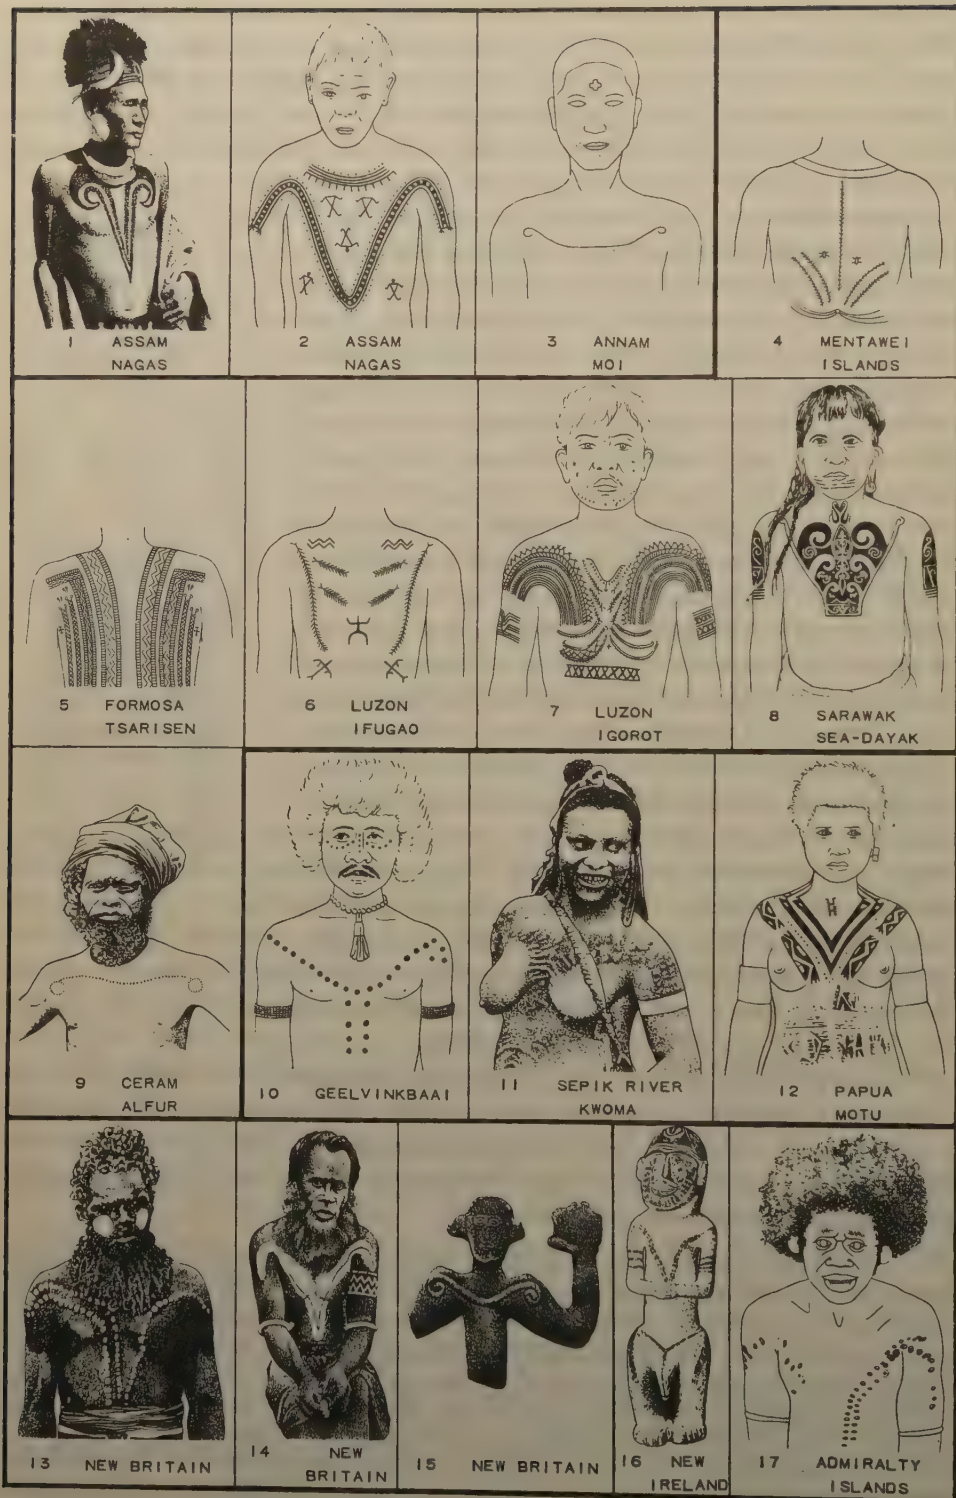 1 ASSAM
NAGAS
2 ASSAM
NAGAS
3 ANNAM
MOI
4 MENTAWEI
ISLANDS
5 FORMOSA
TSARISEN
6 LUZON
IFUGAO
7 LUZON
IGOROT
8 SARAWAK
SEA-DAYAK
9 CERAM
ALFUR
10 GEELVINKBAAI
11 SEPIK RIVER
KWOMA
12 PAPUA
MOTU
13 NEW BRITAIN
14 NEW
BRITAIN
15 NEW BRITAIN
16 NEW
IRELAND
17 ADMIRALTY
ISLANDS